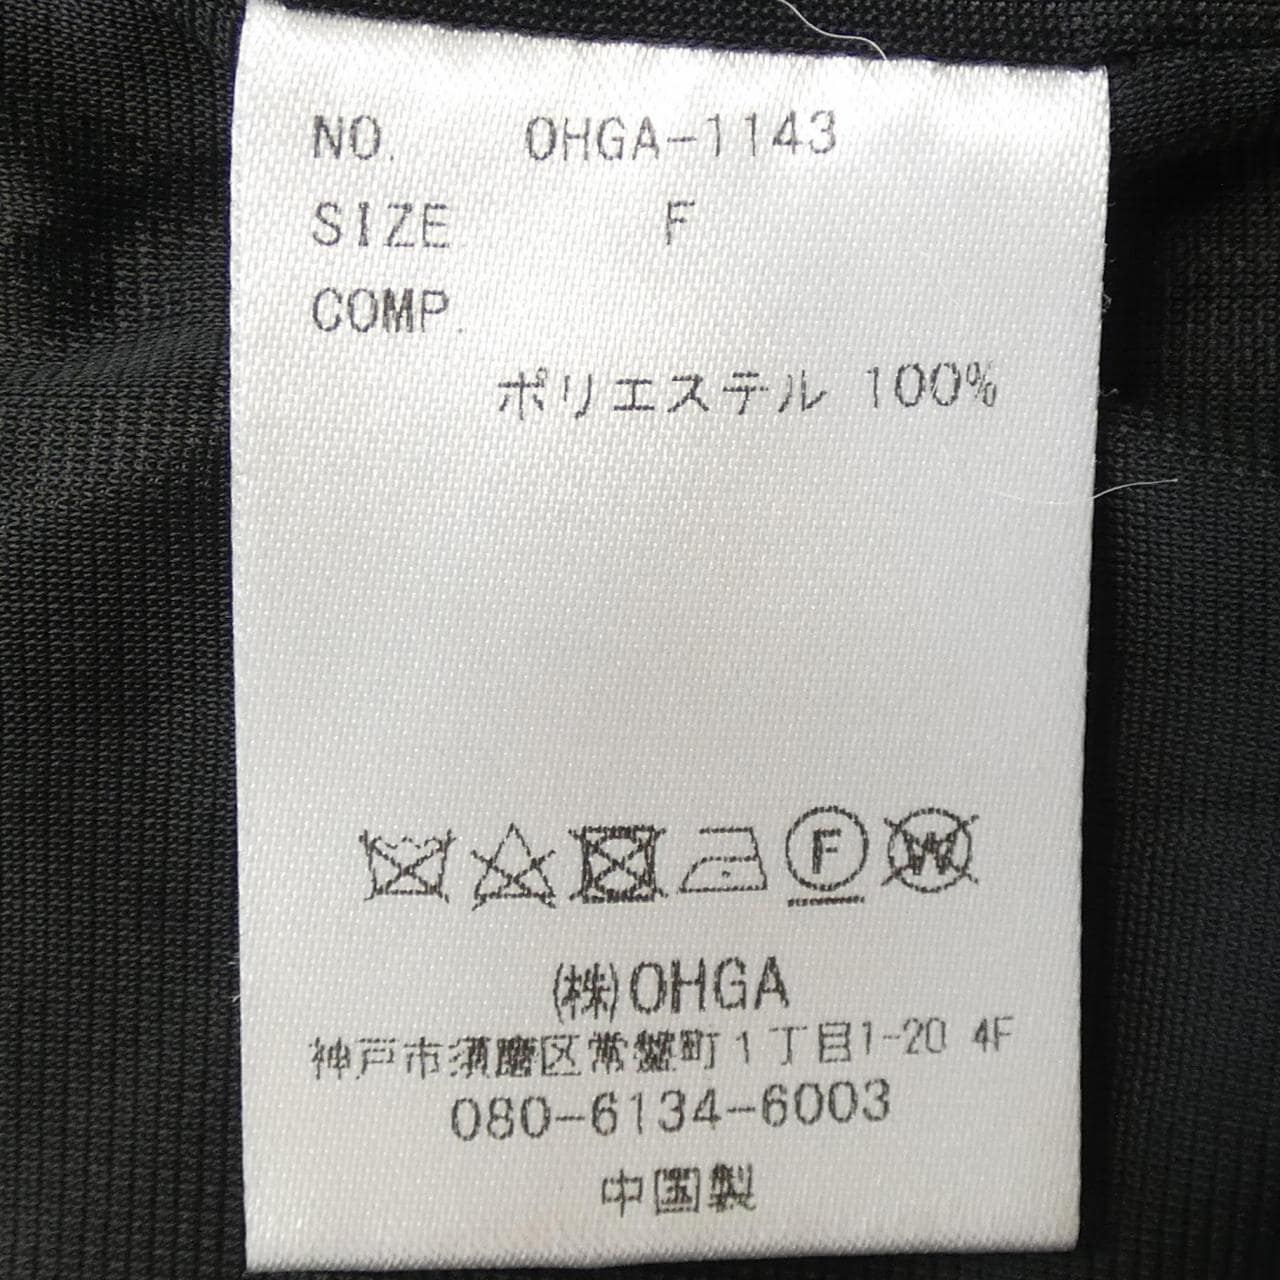 NO. OHGA-1143
SIZE F
COMP.
ポリエステル 100%
F W
(株)OHGA
神戸市須磨区常盤町1丁目1-20 4F
080-6134-6003
中国製